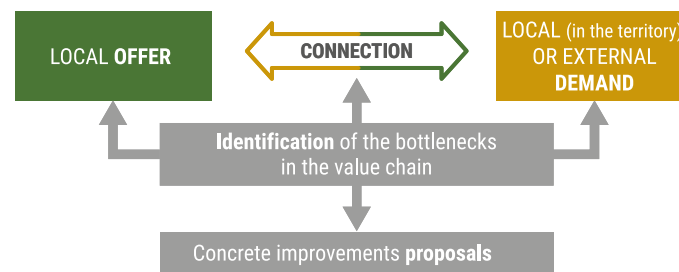 LOCAL OFFER
CONNECTION
LOCAL (in the territory)
OR EXTERNAL
DEMAND
Identification of the bottlenecks
in the value chain
Concrete improvements proposals